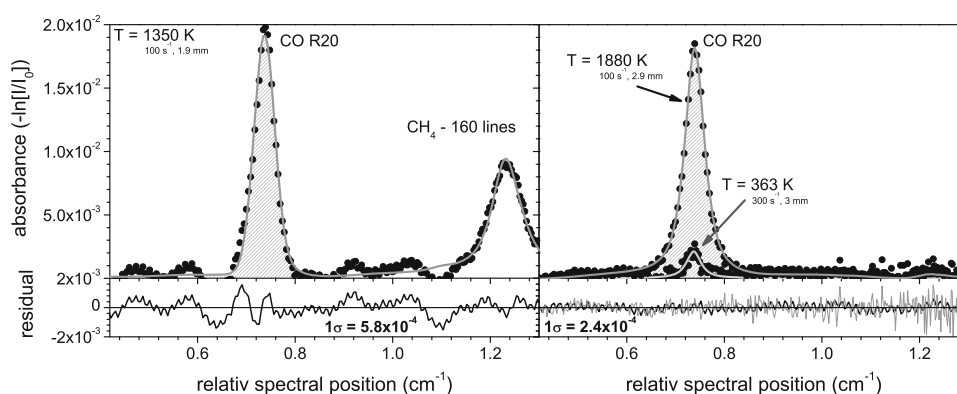 2.0x10⁻²
T = 1350 K
100 s⁻¹, 1.9 mm
CO R20
CO R20
T = 1880 K
100 s⁻¹, 2.9 mm
1.5x10⁻²
absorbance (-ln[I/I₀)
1.0x10⁻²
CH₄ - 160 lines
T = 363 K
300 s⁻¹, 3 mm
5.0x10⁻³
2x10⁻³
residual
0
1σ = 5.8x10⁻⁴
1σ = 2.4x10⁻⁴
-2x10⁻³
0.6 0.8 1.0 1.2 0.6 0.8 1.0 1.2
relativ spectral position (cm⁻¹) relativ spectral position (cm⁻¹)